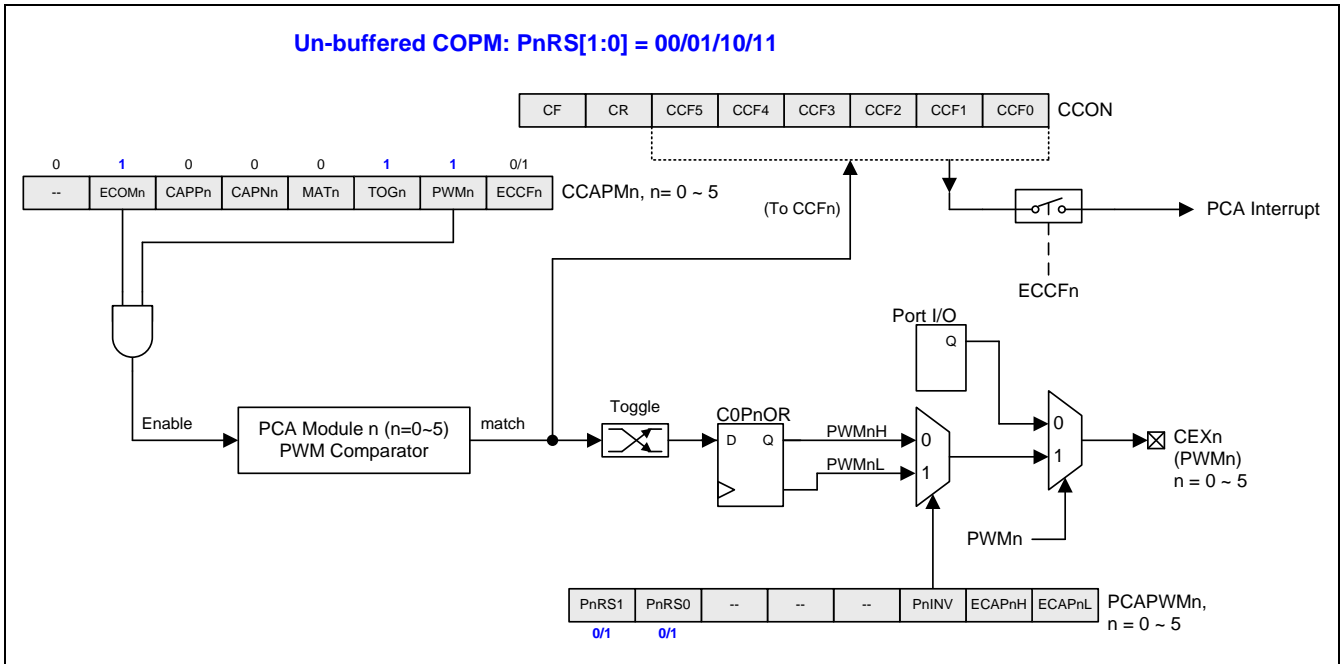 Un-buffered COPM: PnRS[1:0] = 00/01/10/11
CF CR CCF5 CCF4 CCF3 CCF2 CCF1 CCF0 CCON
0 1 0 0 0 1 1 0/1
-- ECOMn CAPPn CAPNn MATn TOGn PWMn ECCFn CCAPMn, n= 0 ~ 5
(To CCFn)
PCA Interrupt
ECCFn
Port I/O
Q
Enable
PCA Module n (n=0~5)
PWM Comparator
match
Toggle
C0PnOR
D Q
PWMnH
PWMnL
0
1
0
1
CEXn
(PWMn)
n = 0 ~ 5
PWMn
PnRS1 PnRS0 -- -- -- PnINV ECAPnH ECAPnL
0/1 0/1
PCAPWMn,
n = 0 ~ 5